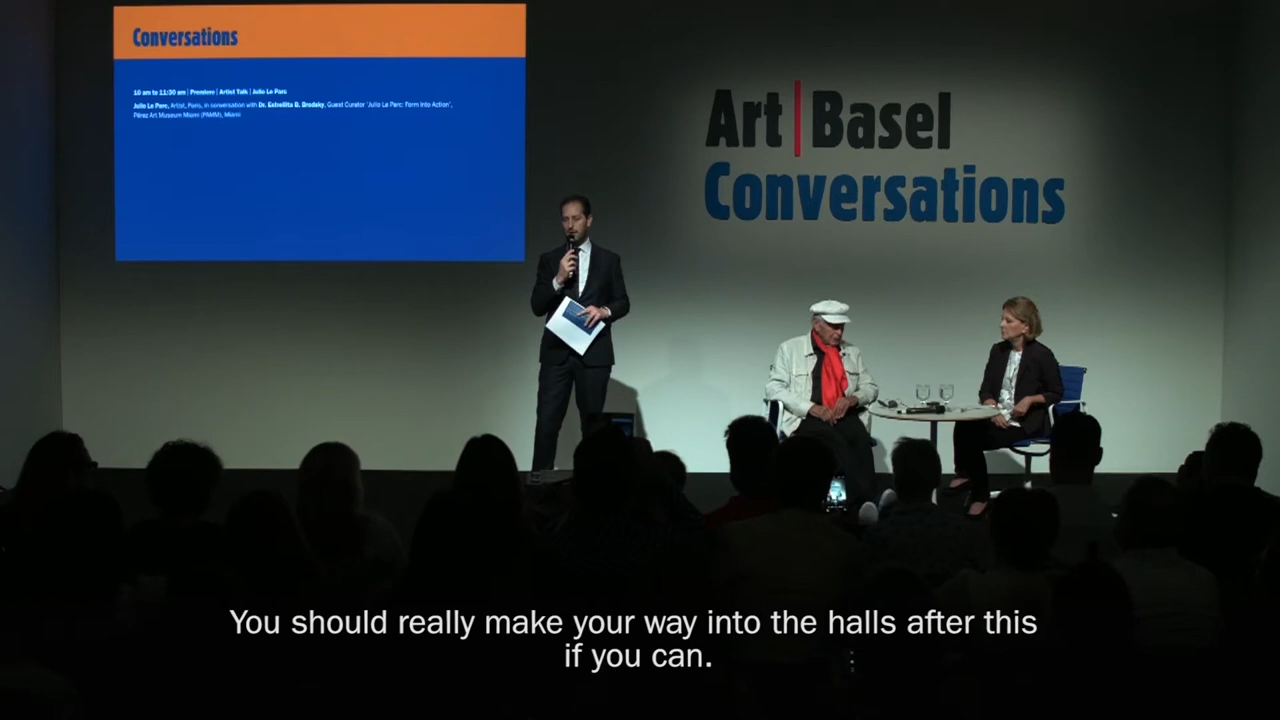 Conversations
10 am to 11:30 am | Premiere | Artist Talk | Julio Le Parc
Julio Le Parc, Artist, Paris, in conversation with Dr. Estrellita B. Brodsky, Guest Curator 'Julio Le Parc: Form Into Action',
Pérez Art Museum Miami (PAMM), Miami
Art | Basel
Conversations
You should really make your way into the halls after this
if you can.